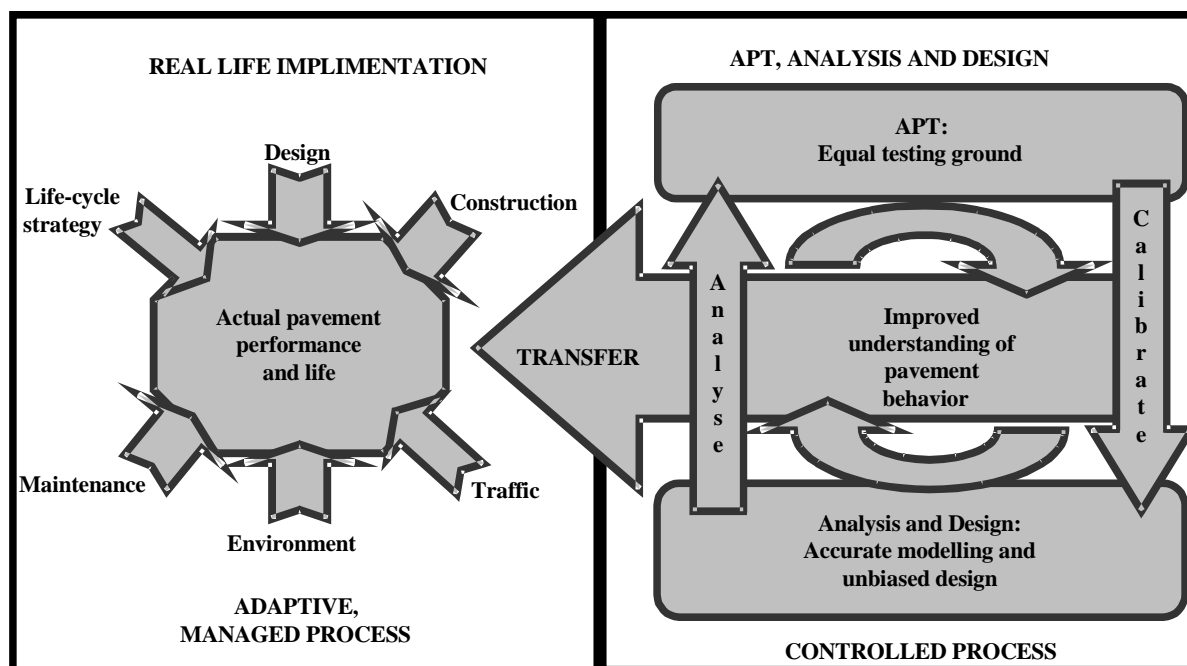 REAL LIFE IMPLIMENTATION
Design
Life-cycle
strategy
Construction
Actual pavement
performance
and life
Maintenance
Traffic
Environment
ADAPTIVE,
MANAGED PROCESS
TRANSFER
APT, ANALYSIS AND DESIGN
APT:
Equal testing ground
Analyse
Improved
understanding of
pavement
behavior
Calibrate
Analysis and Design:
Accurate modelling and
unbiased design
CONTROLLED PROCESS